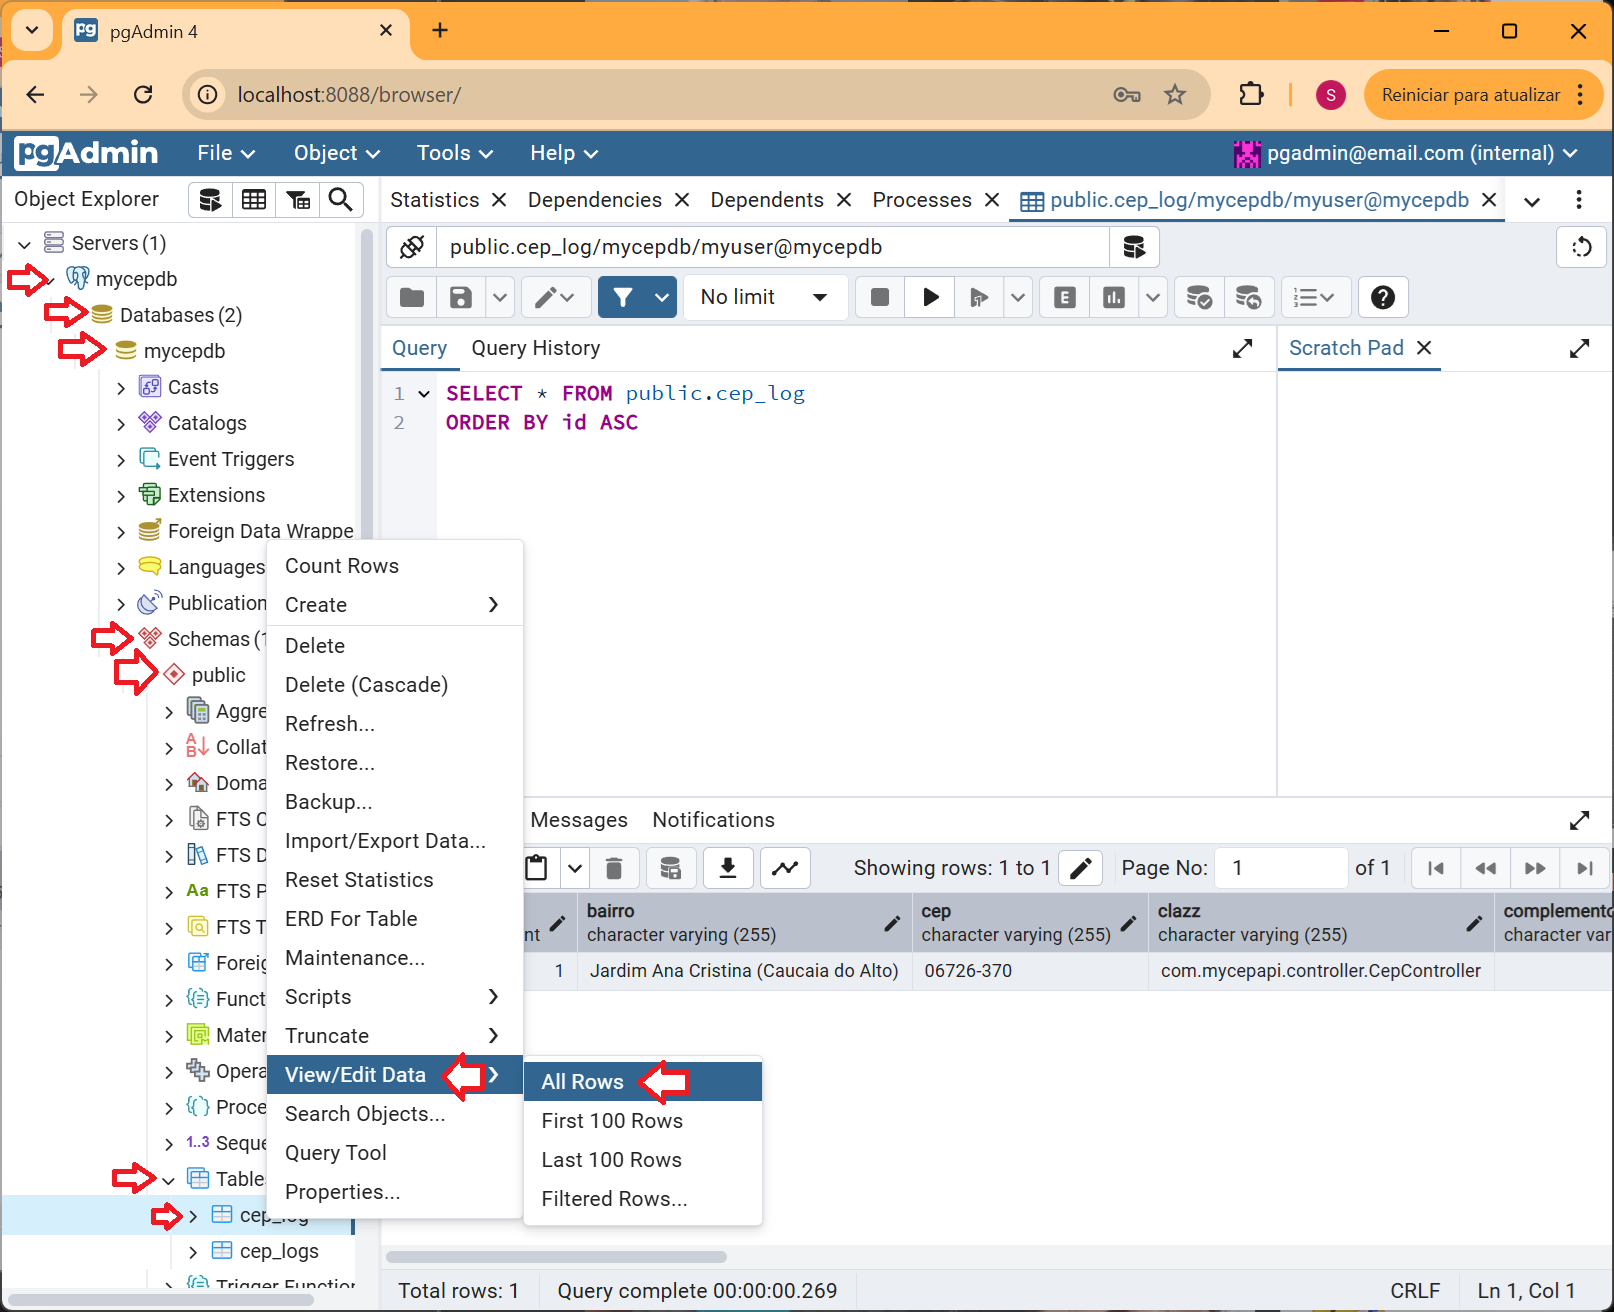 pgAdmin 4
localhost:8088/browser/
S
Reiniciar para atualizar
pgAdmin
File
Object
Tools
Help
pgadmin@email.com (internal)
Object Explorer
Statistics
Dependencies
Dependents
Processes
public.cep_log/mycepdb/myuser@mycepdb
Servers (1)
mycepdb
Databases (2)
mycepdb
Casts
Catalogs
Event Triggers
Extensions
Foreign Data Wrappe
Languages
Publication
Schemas (1
public
Aggre
Collat
Doma
FTS C
FTS D
Aa FTS P
FTS T
Foreig
Funct
Mater
Opera
Proce
1..3 Seque
Table
cep_log
cep_logs
Trigger Function
public.cep_log/mycepdb/myuser@mycepdb
No limit
E
Query
Query History
Scratch Pad
1 SELECT * FROM public.cep_log
2 ORDER BY id ASC
Count Rows
Create
Delete
Delete (Cascade)
Refresh...
Restore...
Backup...
Import/Export Data...
Reset Statistics
ERD For Table
Maintenance...
Scripts
Truncate
View/Edit Data
Search Objects...
Query Tool
Properties...
All Rows
First 100 Rows
Last 100 Rows
Filtered Rows...
Messages
Notifications
Showing rows: 1 to 1
Page No: 1 of 1
nt
bairro
character varying (255)
cep
character varying (255)
clazz
character varying (255)
complemento
character var
1
Jardim Ana Cristina (Caucaia do Alto)
06726-370
com.mycepapi.controller.CepController
Total rows: 1
Query complete 00:00:00.269
CRLF
Ln 1, Col 1